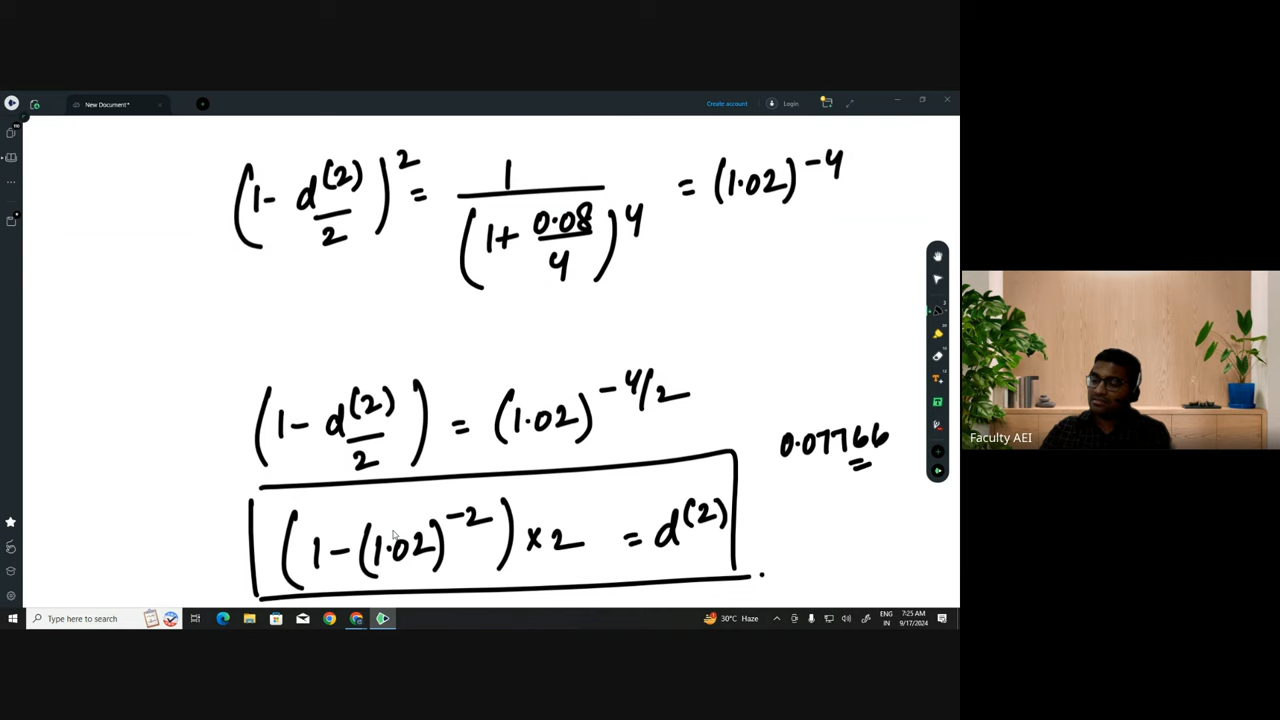 New Document*
Create account
Login
(1 - d^(2)/2)^2 = 1/(1 + 0.08/4)^4 = (1.02)^-4
(1 - d^(2)/2) = (1.02)^-4/2
0.07766
(1 - (1.02)^-2) × 2 = d^(2).
Faculty AEI
Type here to search
30°C Haze
ENG
IN
7:25 AM
9/17/2024